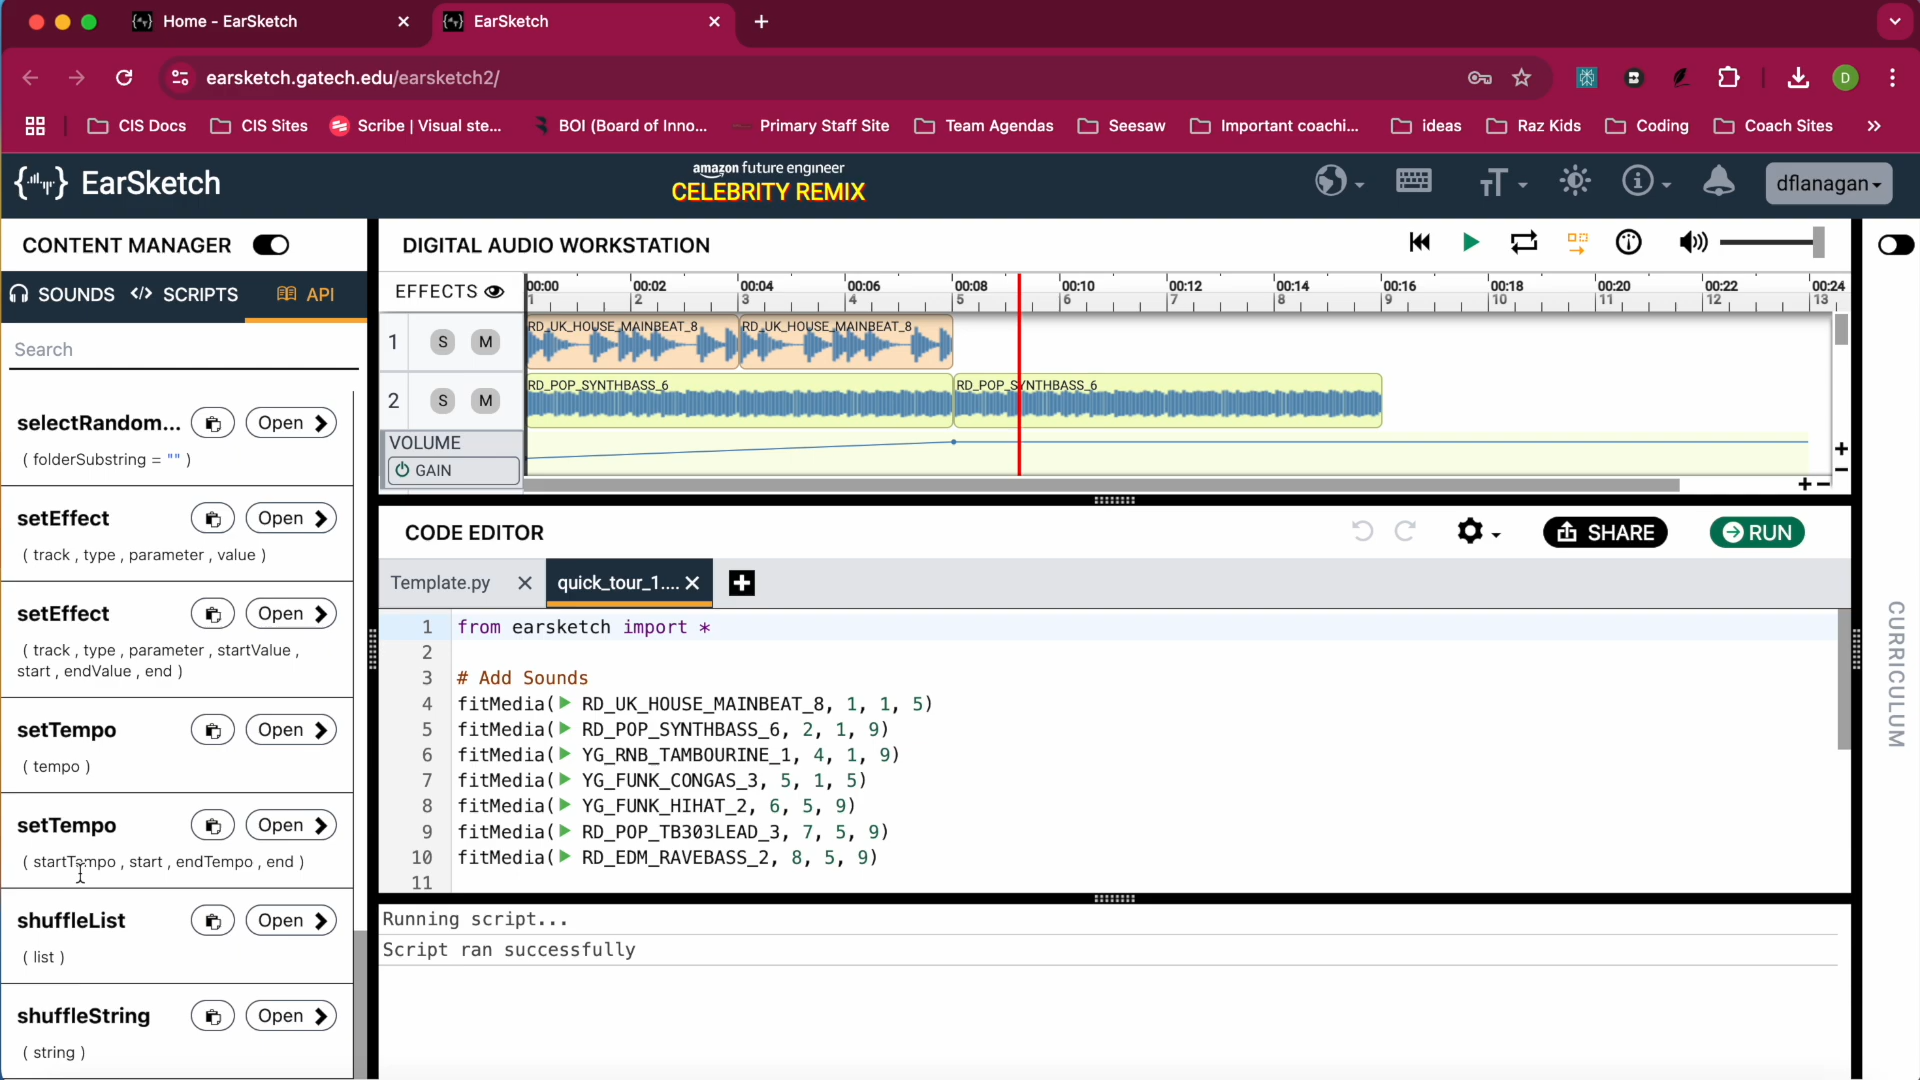 Home - EarSketch
EarSketch
earsketch.gatech.edu/earsketch2/
D
CIS Docs
CIS Sites
Scribe | Visual ste...
BOI (Board of Inno...
Primary Staff Site
Team Agendas
Seesaw
Important coachi...
ideas
Raz Kids
Coding
Coach Sites
EarSketch
amazon future engineer
CELEBRITY REMIX
dflanagan
CONTENT MANAGER
SOUNDS
SCRIPTS
API
Search
selectRandom...
Open
( folderSubstring = "" )
setEffect
Open
( track , type , parameter , value )
setEffect
Open
( track , type , parameter , startValue ,
start , endValue , end )
setTempo
Open
( tempo )
setTempo
Open
( startTempo , start , endTempo , end )
shuffleList
Open
( list )
shuffleString
Open
( string )
DIGITAL AUDIO WORKSTATION
EFFECTS
00:00 00:02 00:04 00:06 00:08 00:10 00:12 00:14 00:16 00:18 00:20 00:22 00:24
1 2 3 4 5 6 7 8 9 10 11 12 13
1 S M
RD_UK_HOUSE_MAINBEAT_8
RD_UK_HOUSE_MAINBEAT_8
2 S M
RD_POP_SYNTHBASS_6
RD_POP_SYNTHBASS_6
VOLUME
GAIN
CODE EDITOR
SHARE
RUN
Template.py
quick_tour_1....
1 from earsketch import *
2
3 # Add Sounds
4 fitMedia( RD_UK_HOUSE_MAINBEAT_8, 1, 1, 5)
5 fitMedia( RD_POP_SYNTHBASS_6, 2, 1, 9)
6 fitMedia( YG_RNB_TAMBOURINE_1, 4, 1, 9)
7 fitMedia( YG_FUNK_CONGAS_3, 5, 1, 5)
8 fitMedia( YG_FUNK_HIHAT_2, 6, 5, 9)
9 fitMedia( RD_POP_TB303LEAD_3, 7, 5, 9)
10 fitMedia( RD_EDM_RAVEBASS_2, 8, 5, 9)
11
Running script...
Script ran successfully
CURRICULUM